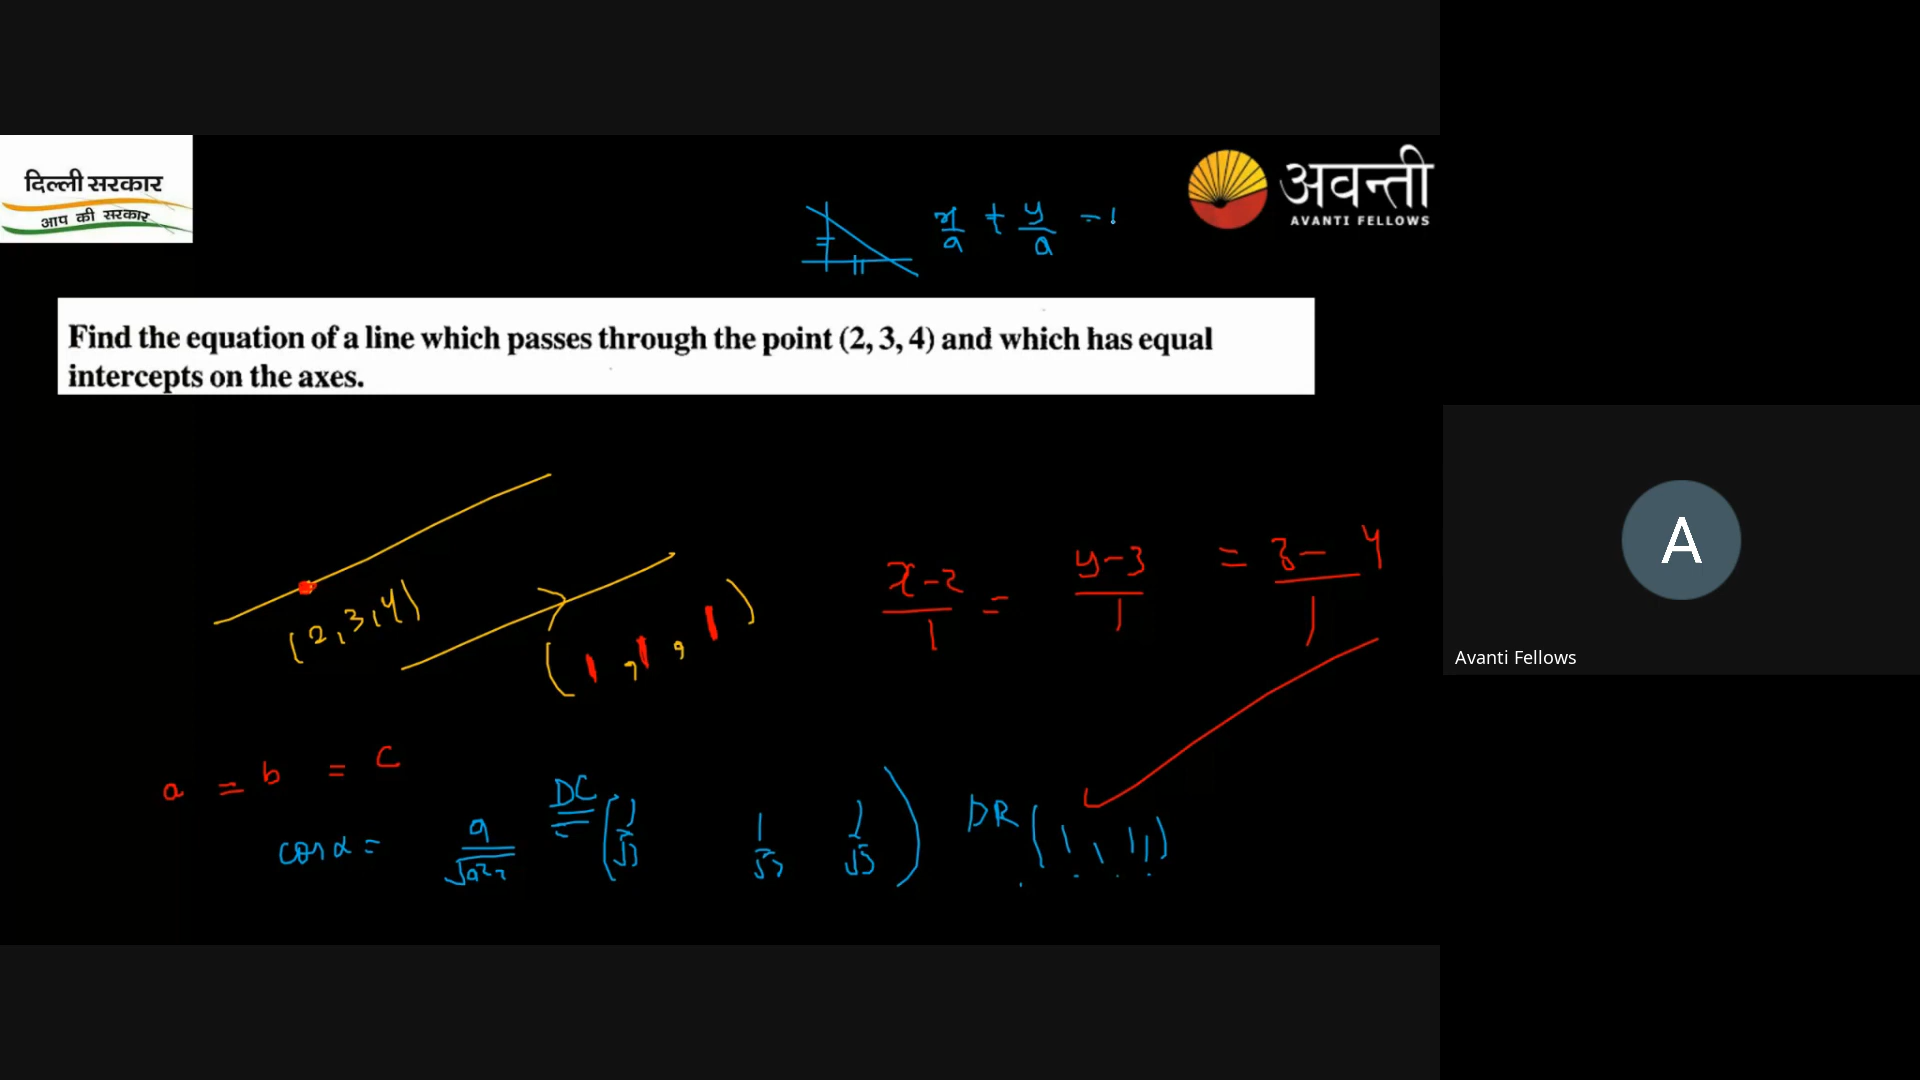 दिल्ली सरकार
आप की सरकार
अवन्ती
AVANTI FELLOWS
x/a + y/a = 1
Find the equation of a line which passes through the point (2, 3, 4) and which has equal
intercepts on the axes.
(2, 3, 4)
(1, 1, 1)
x-2/1 = y-3/1 = z-4/1
a = b = c
cos α = a/√a²
DC = (1/√3 1/√3 1/√3) DR (1, 1, 1)
A
Avanti Fellows